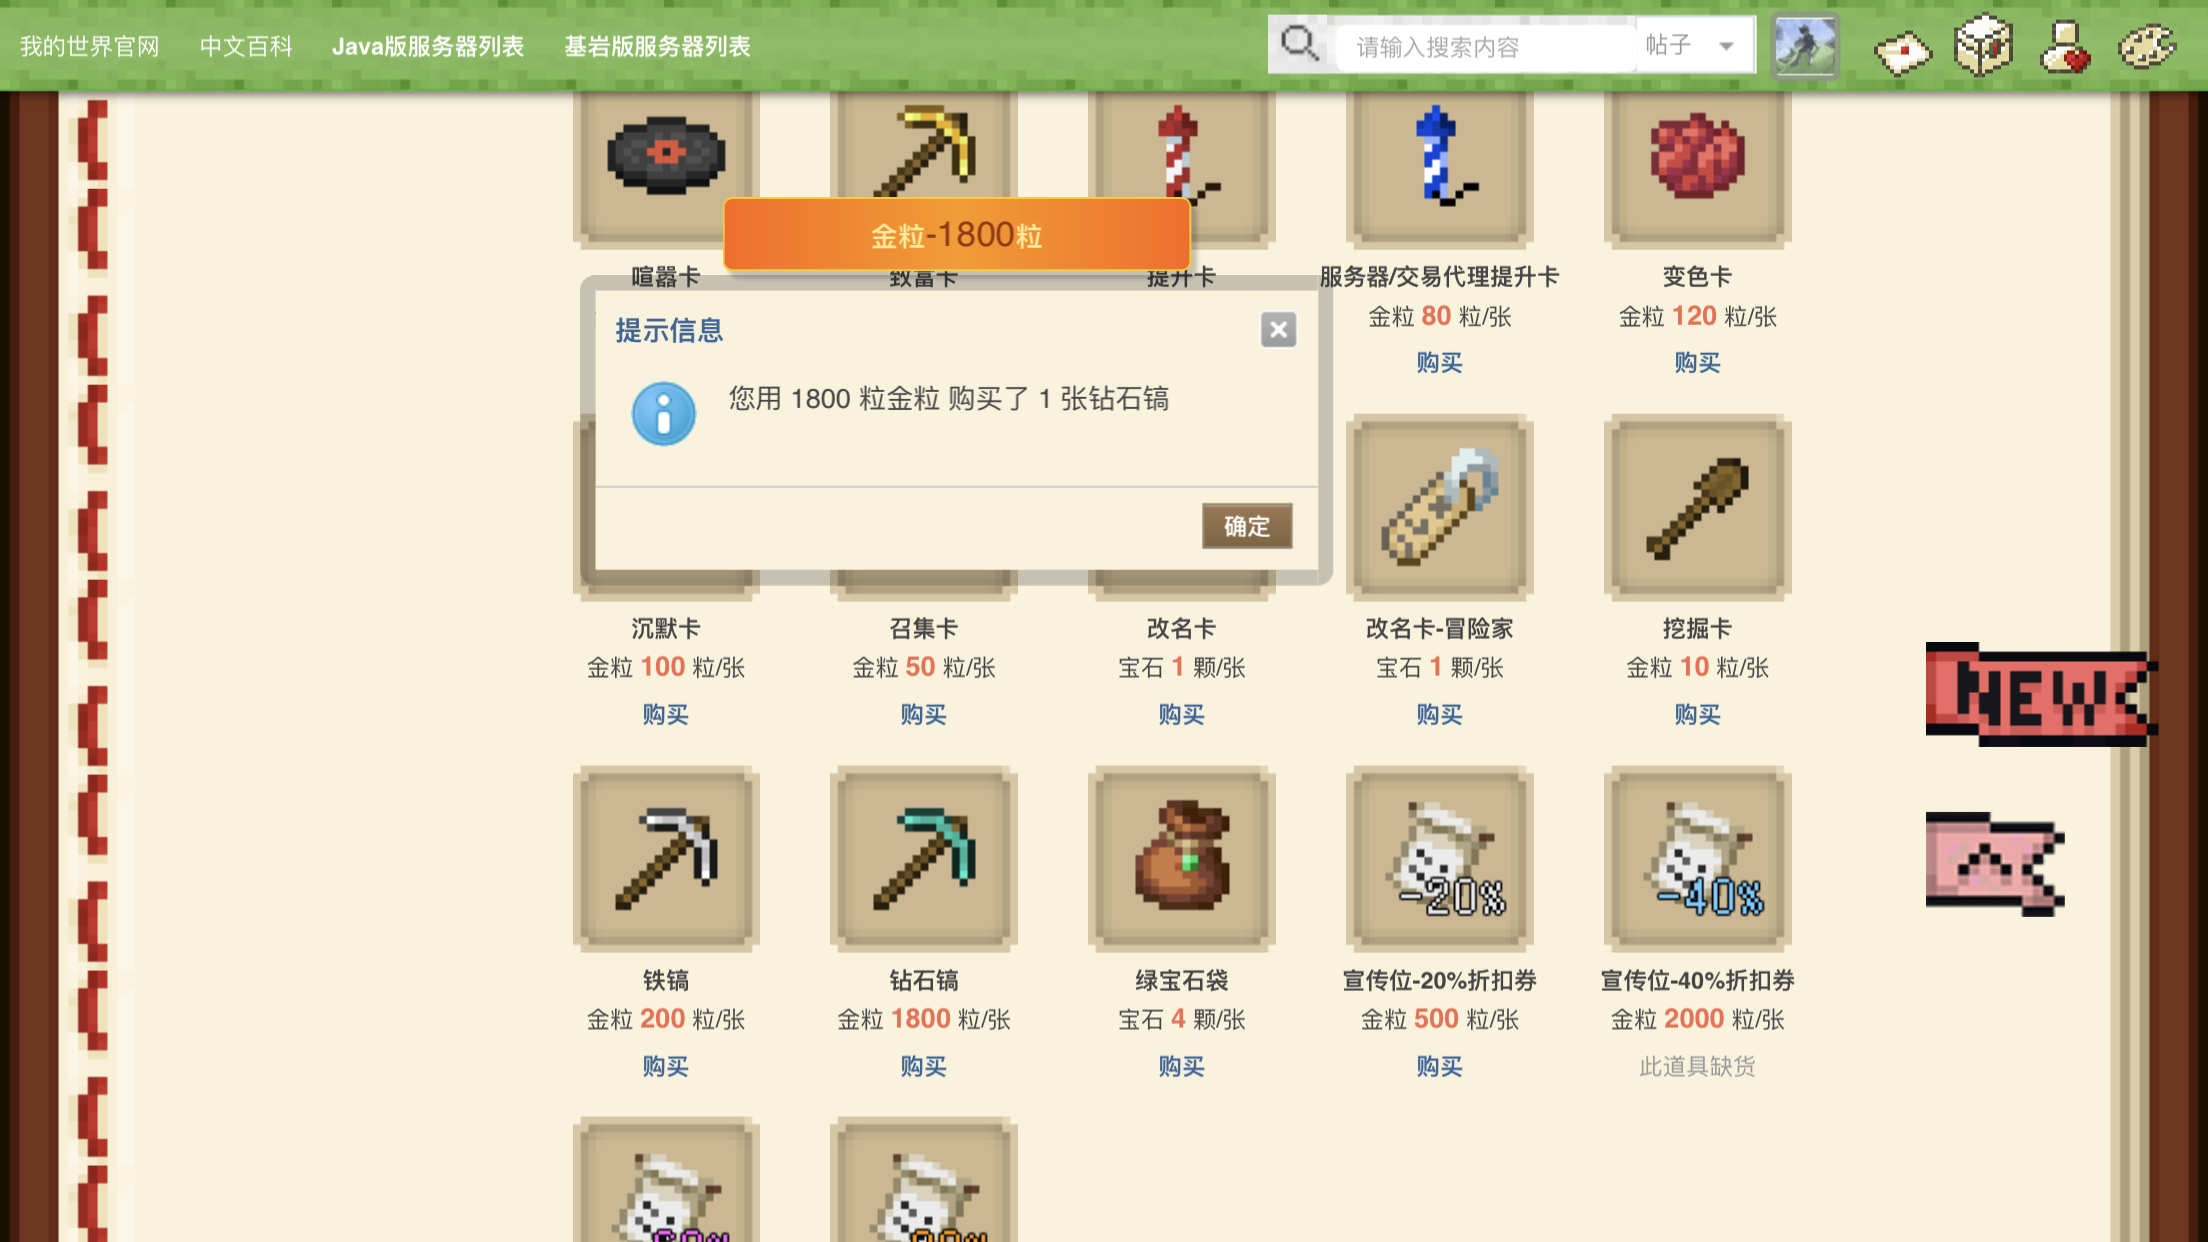 我的世界官网 中文百科 Java版服务器列表 基岩版服务器列表 请输入搜索内容 帖子
金粒-1800粒
喧嚣卡 致富卡 提升卡 服务器/交易代理提升卡 变色卡
金粒 80 粒/张 金粒 120 粒/张
购买 购买
提示信息
您用 1800 粒金粒 购买了 1 张钻石镐
确定
沉默卡 召集卡 改名卡 改名卡-冒险家 挖掘卡
金粒 100 粒/张 金粒 50 粒/张 宝石 1 颗/张 宝石 1 颗/张 金粒 10 粒/张
购买 购买 购买 购买 购买
NEW
-20% -40%
铁镐 钻石镐 绿宝石袋 宣传位-20%折扣券 宣传位-40%折扣券
金粒 200 粒/张 金粒 1800 粒/张 宝石 4 颗/张 金粒 500 粒/张 金粒 2000 粒/张
购买 购买 购买 购买 此道具缺货